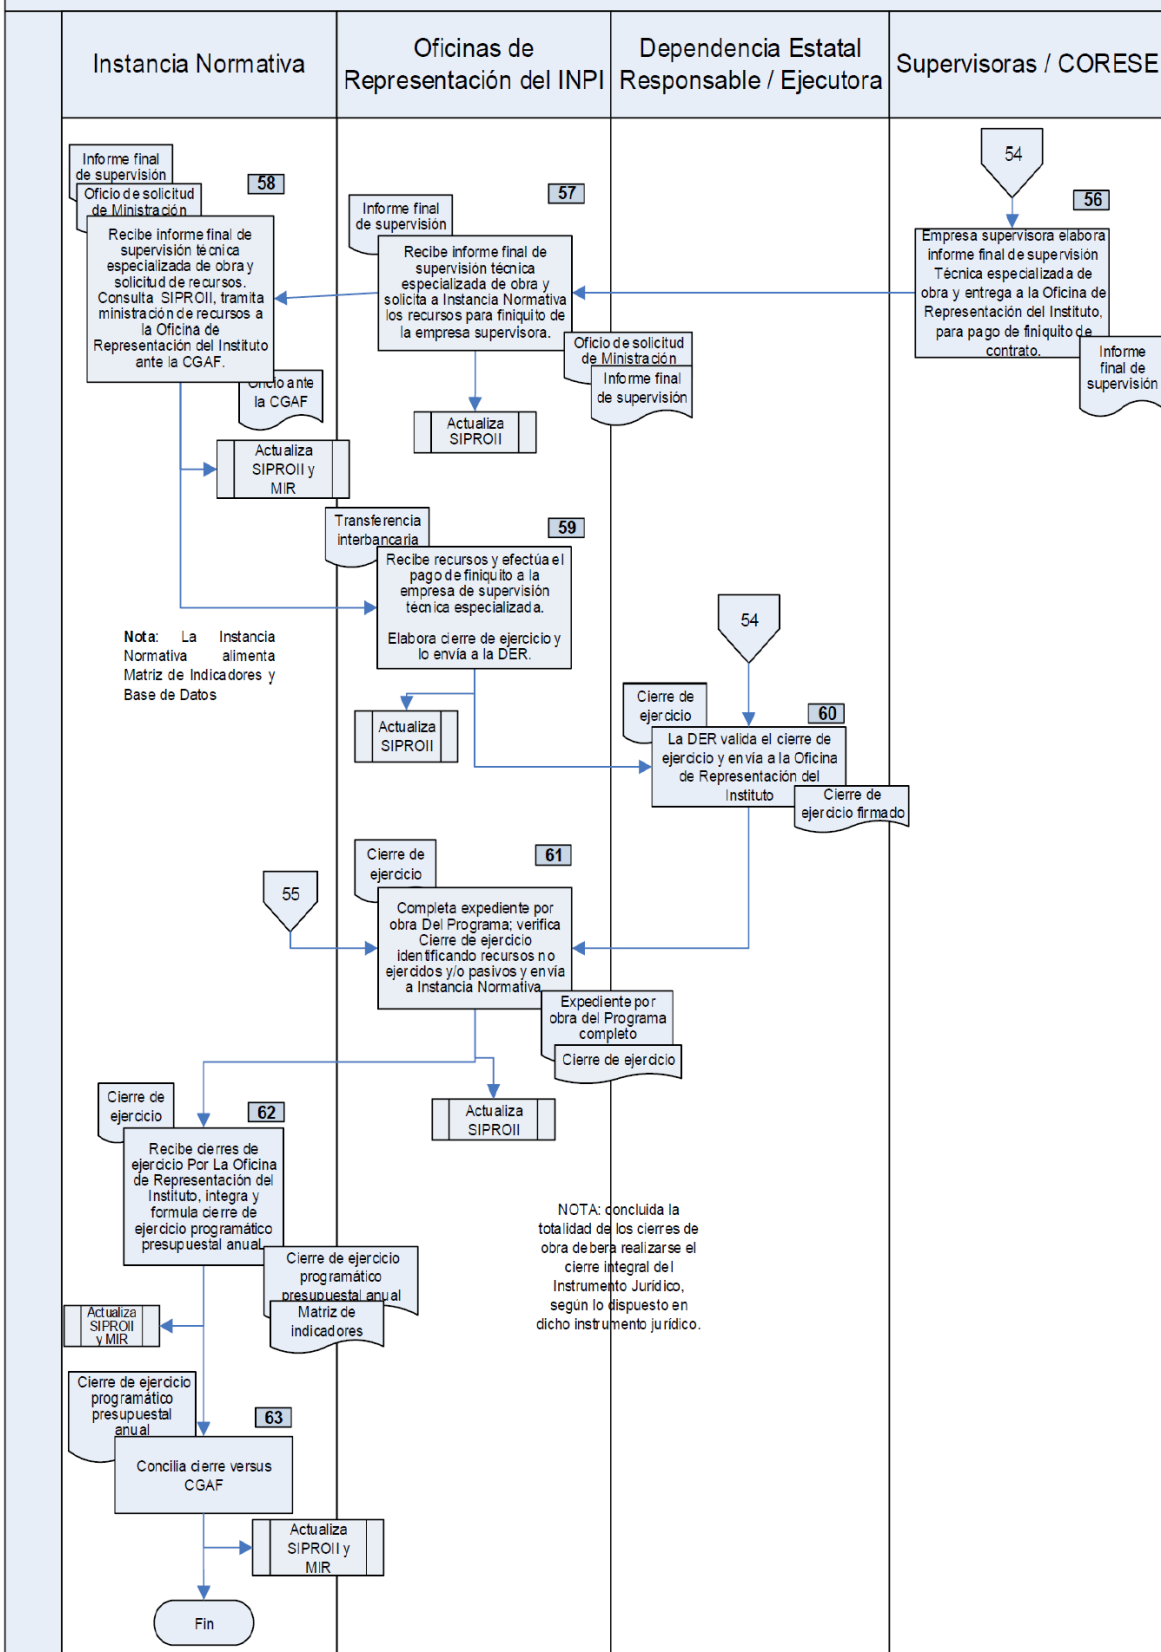 Instancia Normativa
Oficinas de
Representación del INPI
Dependencia Estatal
Responsable / Ejecutora
Supervisoras / CORESE
54
56
Empresa supervisora elabora
informe final de supervisión
Técnica especializada de
obra y entrega a la Oficina de
Representación del Instituto,
para pago de finiquito de
contrato.
Informe
final de
supervisión
57
Informe final
de supervisión
Recibe informe final de
supervisión técnica
especializada de obra y
solicita a Instancia Normativa
los recursos para finiquito de
la empresa supervisora.
Oficio de solicitud
de Ministración
Informe final
de supervisión
Actualiza
SIPROII
58
Informe final
de supervisión
Oficio de solicitud
de Ministración
Recibe informe final de
supervisión técnica
especializada de obra y
solicitud de recursos.
Consulta SIPROII, tramita
ministración de recursos a
la Oficina de
Representación del Instituto
ante la CGAF.
Oficio ante
la CGAF
Actualiza
SIPROII y
MIR
Nota: La Instancia
Normativa alimenta
Matriz de Indicadores y
Base de Datos
59
Transferencia
interbancaria
Recibe recursos y efectúa el
pago de finiquito a la
empresa de supervisión
técnica especializada.
Elabora cierre de ejercicio y
lo envía a la DER.
Actualiza
SIPROII
54
60
Cierre de
ejercicio
La DER valida el cierre de
ejercicio y envía a la Oficina
de Representación del
Instituto
Cierre de
ejercicio firmado
61
Cierre de
ejercicio
55
Completa expediente por
obra Del Programa; verifica
Cierre de ejercicio
identificando recursos no
ejercidos y/o pasivos y envía
a Instancia Normativa
Expediente por
obra del Programa
completo
Cierre de ejercicio
Actualiza
SIPROII
62
Cierre de
ejercicio
Recibe cierres de
ejercicio Por La Oficina
de Representación del
Instituto, integra y
formula cierre de
ejercicio programático
presupuestal anual
Cierre de ejercicio
programático
presupuestal anual
Matriz de
indicadores
Actualiza
SIPROII
y MIR
NOTA: concluida la
totalidad de los cierres de
obra debera realizarse el
cierre integral del
Instrumento Jurídico,
según lo dispuesto en
dicho instrumento jurídico.
63
Cierre de ejercicio
programático
presupuestal
anual
Concilia cierre versus
CGAF
Actualiza
SIPROII y
MIR
Fin